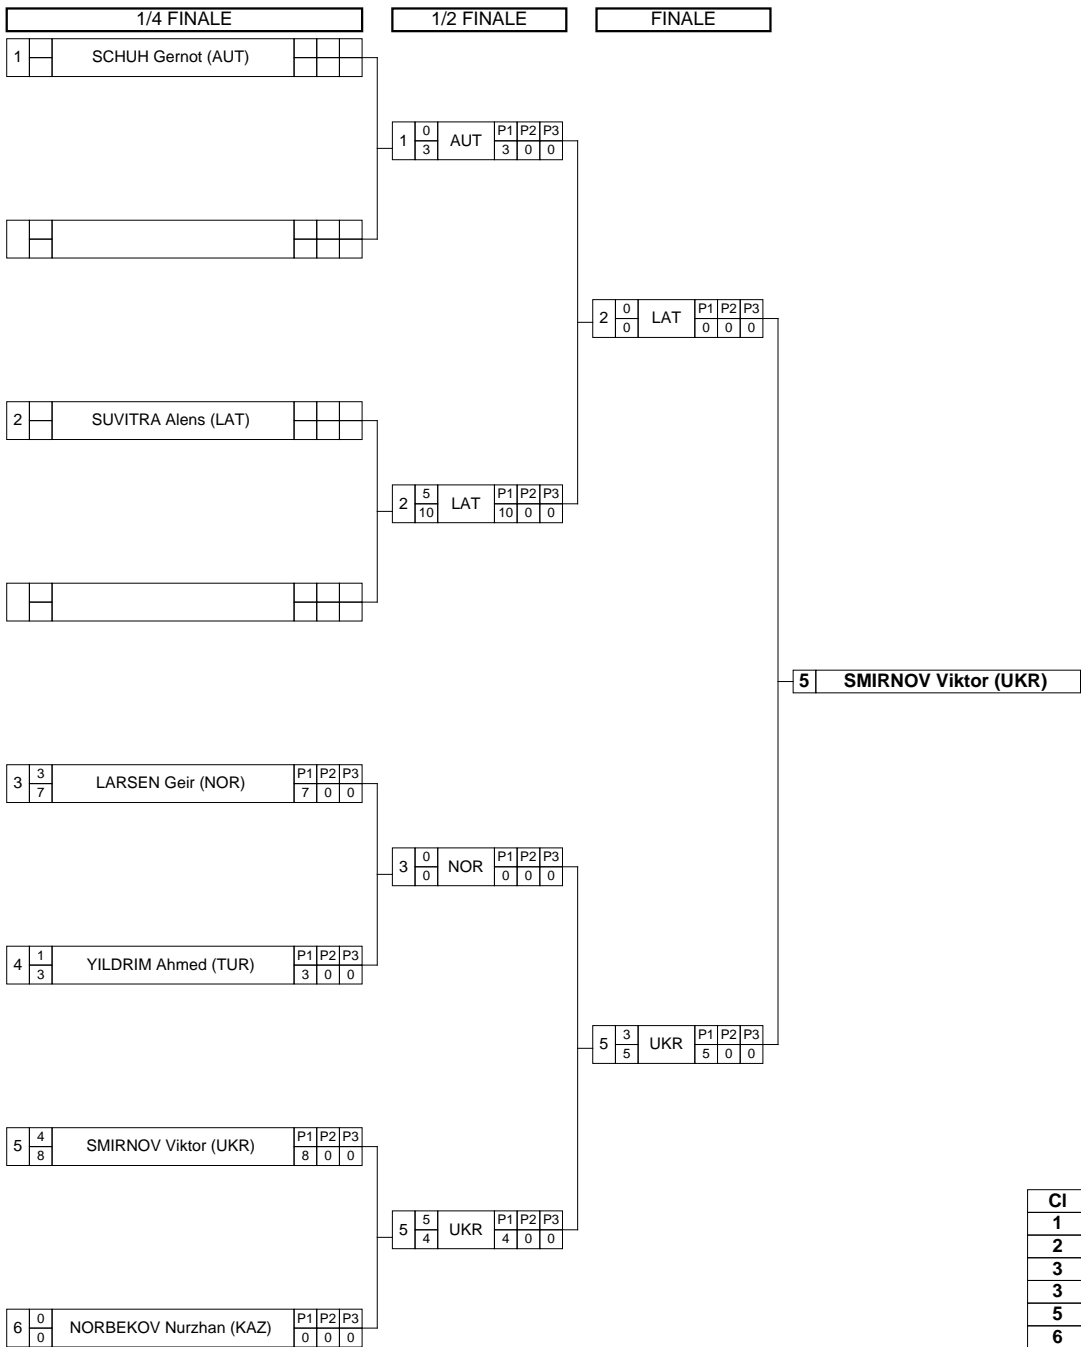 1/4 FINALE 1/2 FINALE FINALE
1 SCHUH Gernot (AUT)
1 0 3 AUT P1 P2 P3 3 0 0
2 0 0 LAT P1 P2 P3 0 0 0
2 SUVITRA Alens (LAT)
2 5 10 LAT P1 P2 P3 10 0 0
5 SMIRNOV Viktor (UKR)
3 3 7 LARSEN Geir (NOR) P1 P2 P3 7 0 0
3 0 0 NOR P1 P2 P3 0 0 0
4 1 3 YILDRIM Ahmed (TUR) P1 P2 P3 3 0 0
5 3 5 UKR P1 P2 P3 5 0 0
5 4 8 SMIRNOV Viktor (UKR) P1 P2 P3 8 0 0
5 5 4 UKR P1 P2 P3 4 0 0
6 0 0 NORBEKOV Nurzhan (KAZ) P1 P2 P3 0 0 0
Cl
1
2
3
3
5
6